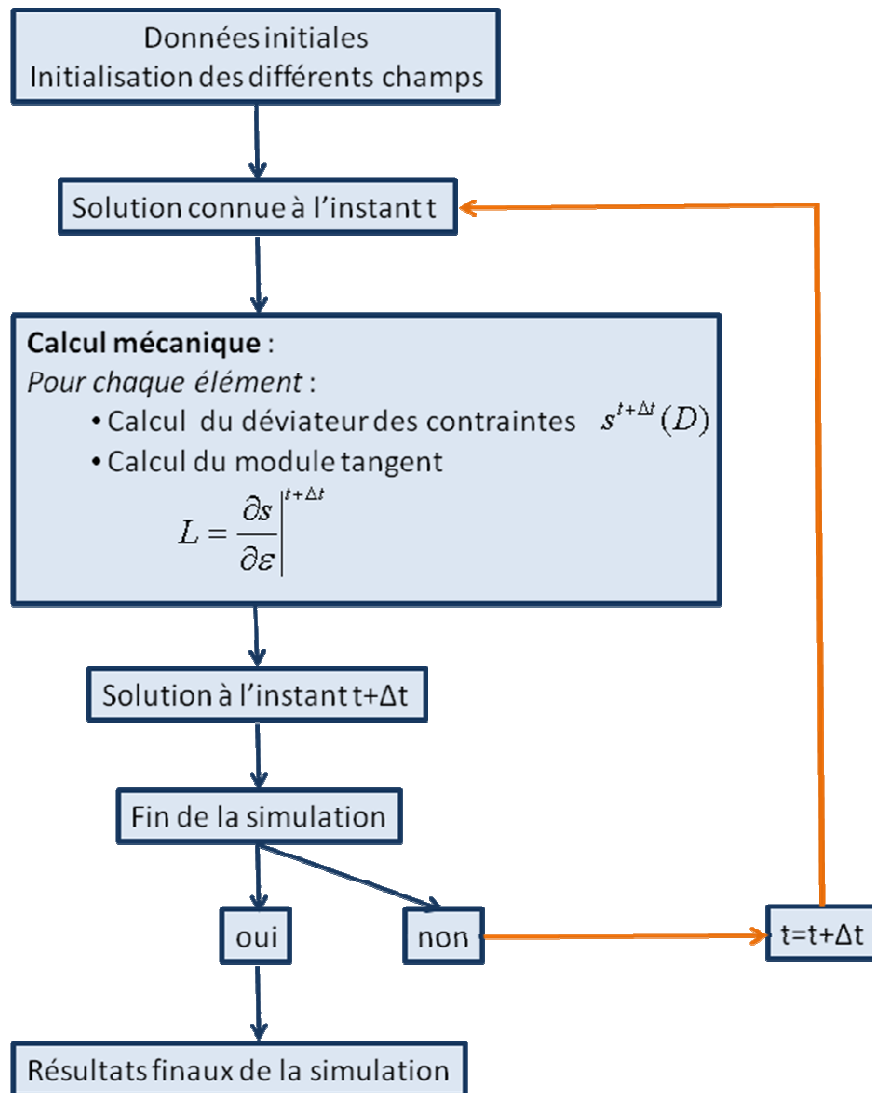 Données initiales
Initialisation des différents champs
Solution connue à l'instant t
Calcul mécanique :
Pour chaque élément :
• Calcul du déviateur des contraintes s^{t+Δt}(D)
• Calcul du module tangent
L = ∂s/∂ε|^{t+Δt}
Solution à l'instant t+Δt
Fin de la simulation
oui
non
t=t+Δt
Résultats finaux de la simulation